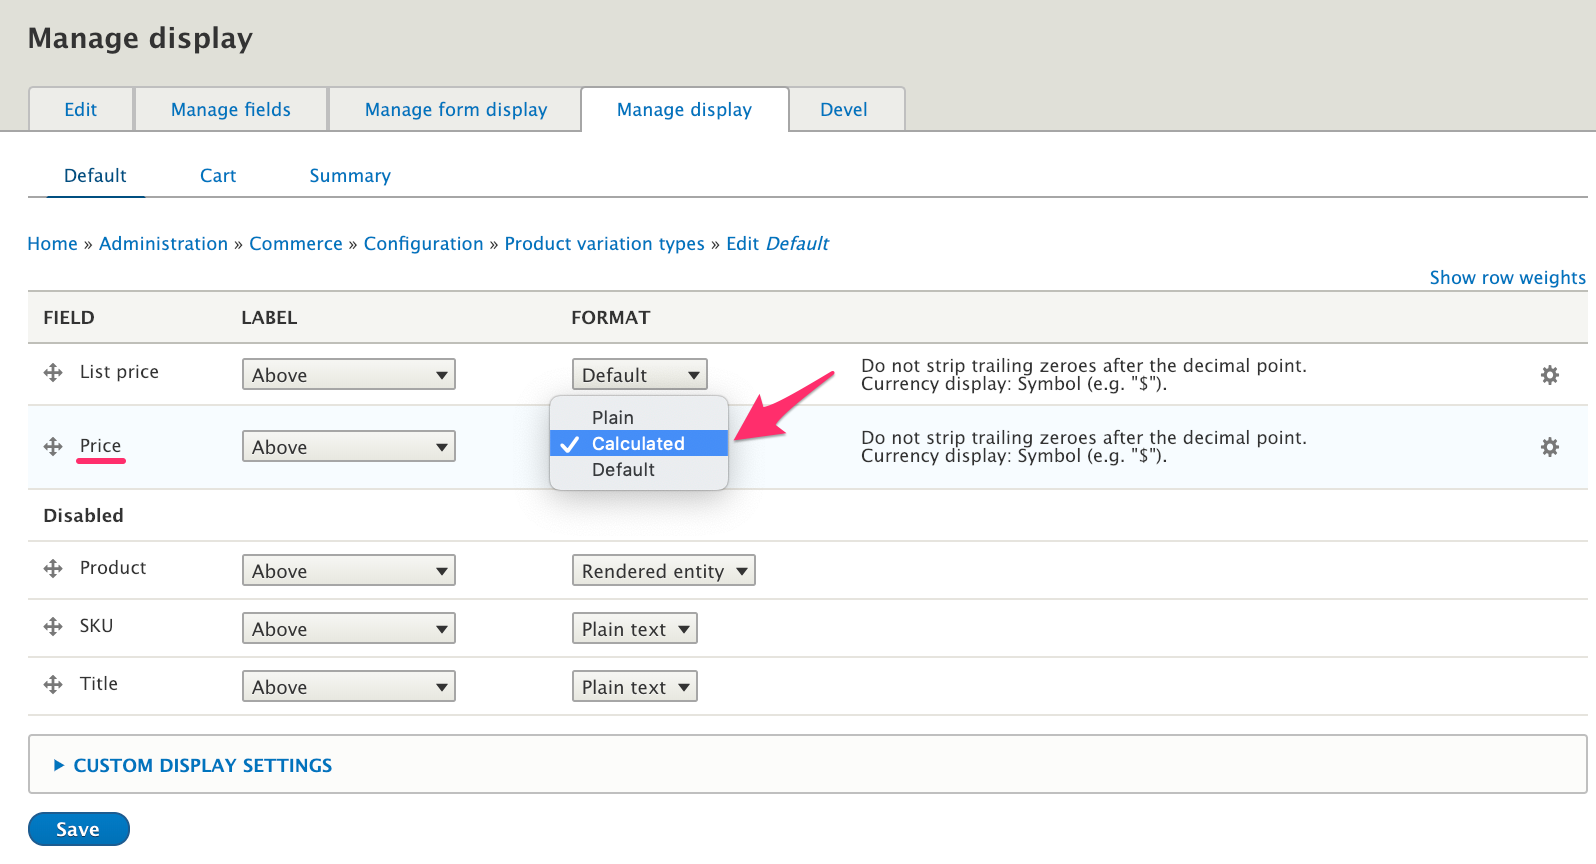 Manage display
Edit
Manage fields
Manage form display
Manage display
Devel
Default
Cart
Summary
Home » Administration » Commerce » Configuration » Product variation types » Edit Default
Show row weights
FIELD LABEL FORMAT
List price Above Default
Do not strip trailing zeroes after the decimal point.
Currency display: Symbol (e.g. "$").
Price Above
Plain
Calculated
Default
Do not strip trailing zeroes after the decimal point.
Currency display: Symbol (e.g. "$").
Disabled
Product Above Rendered entity
SKU Above Plain text
Title Above Plain text
CUSTOM DISPLAY SETTINGS
Save